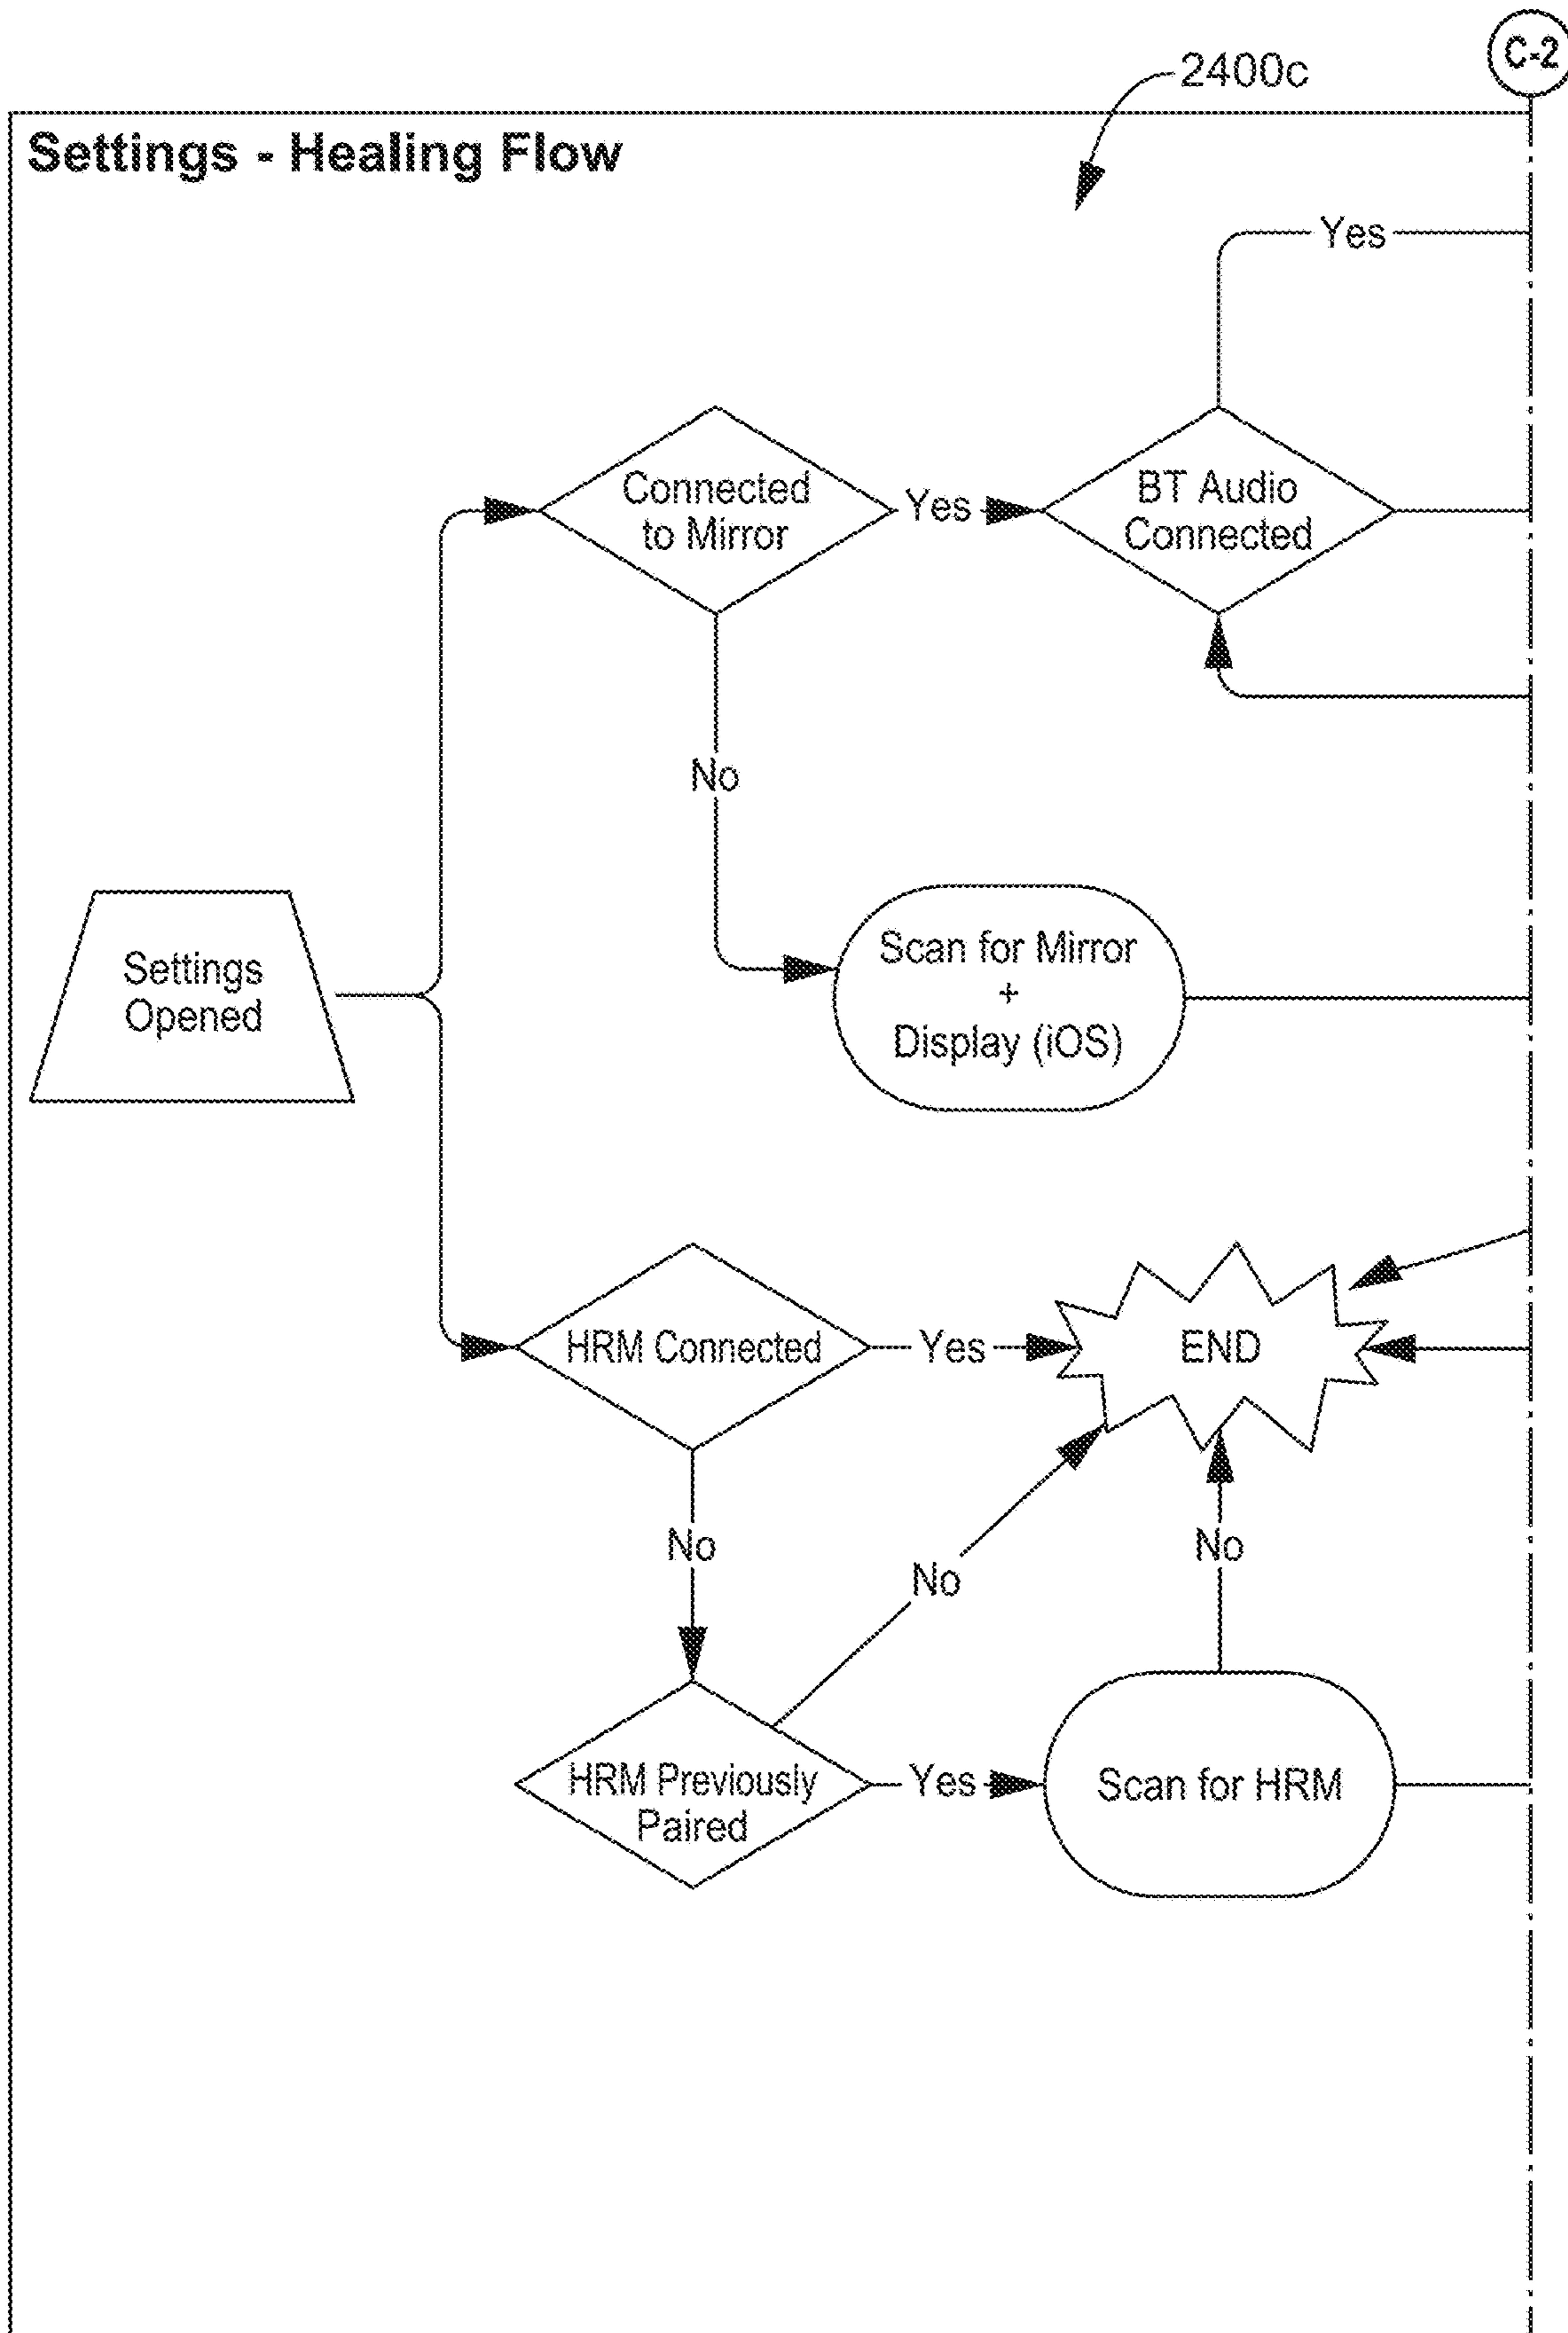 C-2
2400c
Settings - Healing Flow
Yes
Connected
to Mirror
Yes
BT Audio
Connected
No
Settings
Opened
Scan for Mirror
+
Display (iOS)
HRM Connected
Yes
END
No
No
No
HRM Previously
Paired
Yes
Scan for HRM